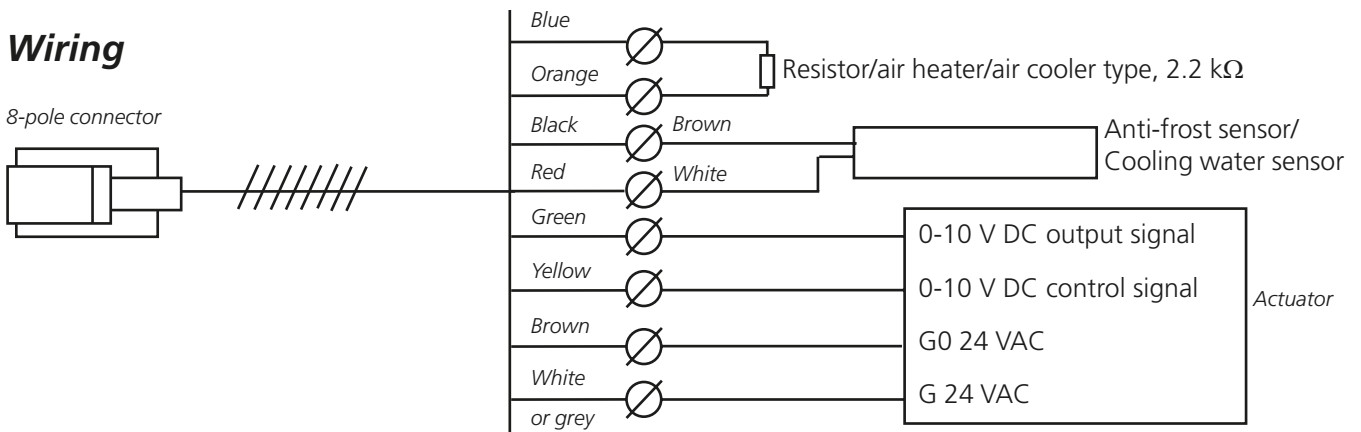 Wiring
8-pole connector
Blue
Orange
Resistor/air heater/air cooler type, 2.2 kΩ
Black
Brown
Anti-frost sensor/
Cooling water sensor
Red
White
Green
0-10 V DC output signal
Yellow
0-10 V DC control signal
Actuator
Brown
G0 24 VAC
White
or grey
G 24 VAC